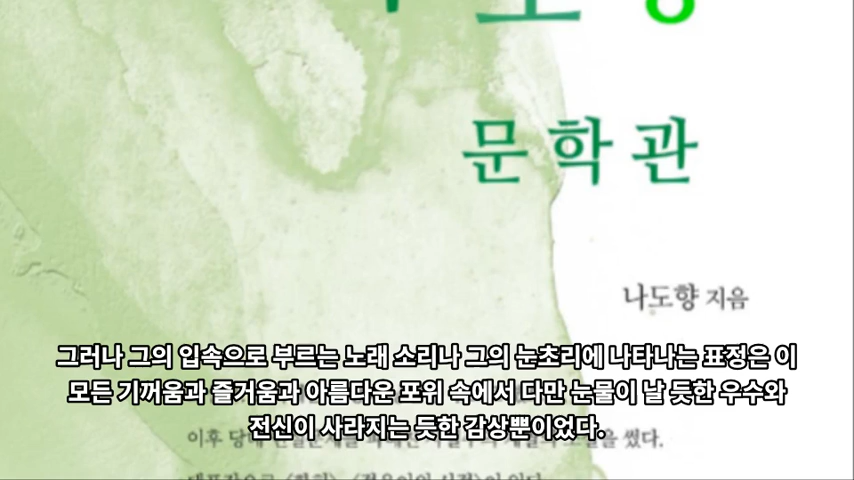 문학관
나도향 지음
그러나 그의 입속으로 부르는 노래 소리나 그의 눈초리에 나타나는 표정은 이
모든 기꺼움과 즐거움과 아름다운 포위 속에서 다만 눈물이 날 듯한 우수와
전신이 사라지는 듯한 감상뿐이었다.
이후 썼다.